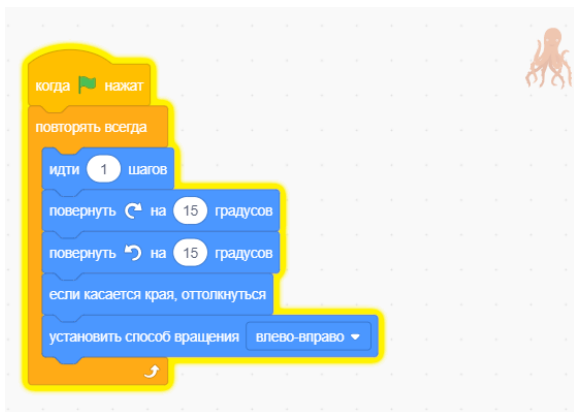 когда нажат
повторять всегда
идти 1 шагов
повернуть на 15 градусов
повернуть на 15 градусов
если касается края, оттолкнуться
установить способ вращения влево-вправо